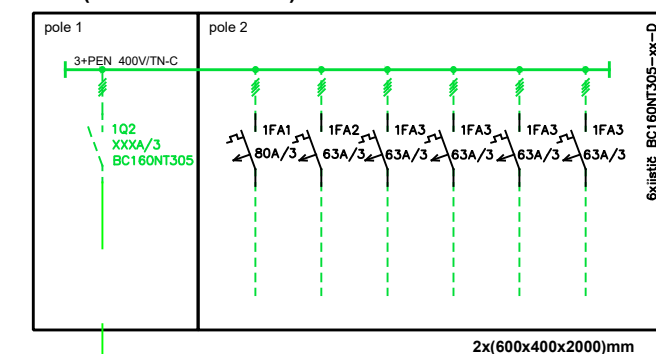 pole 1
pole 2
3+PEN 400V/TN-C
1Q2
XXXA/3
BC160NT305
1FA1
80A/3
1FA2
63A/3
1FA3
63A/3
1FA3
63A/3
1FA3
63A/3
1FA3
63A/3
6xjistič BC160NT305-xx-D
2x(600x400x2000)mm